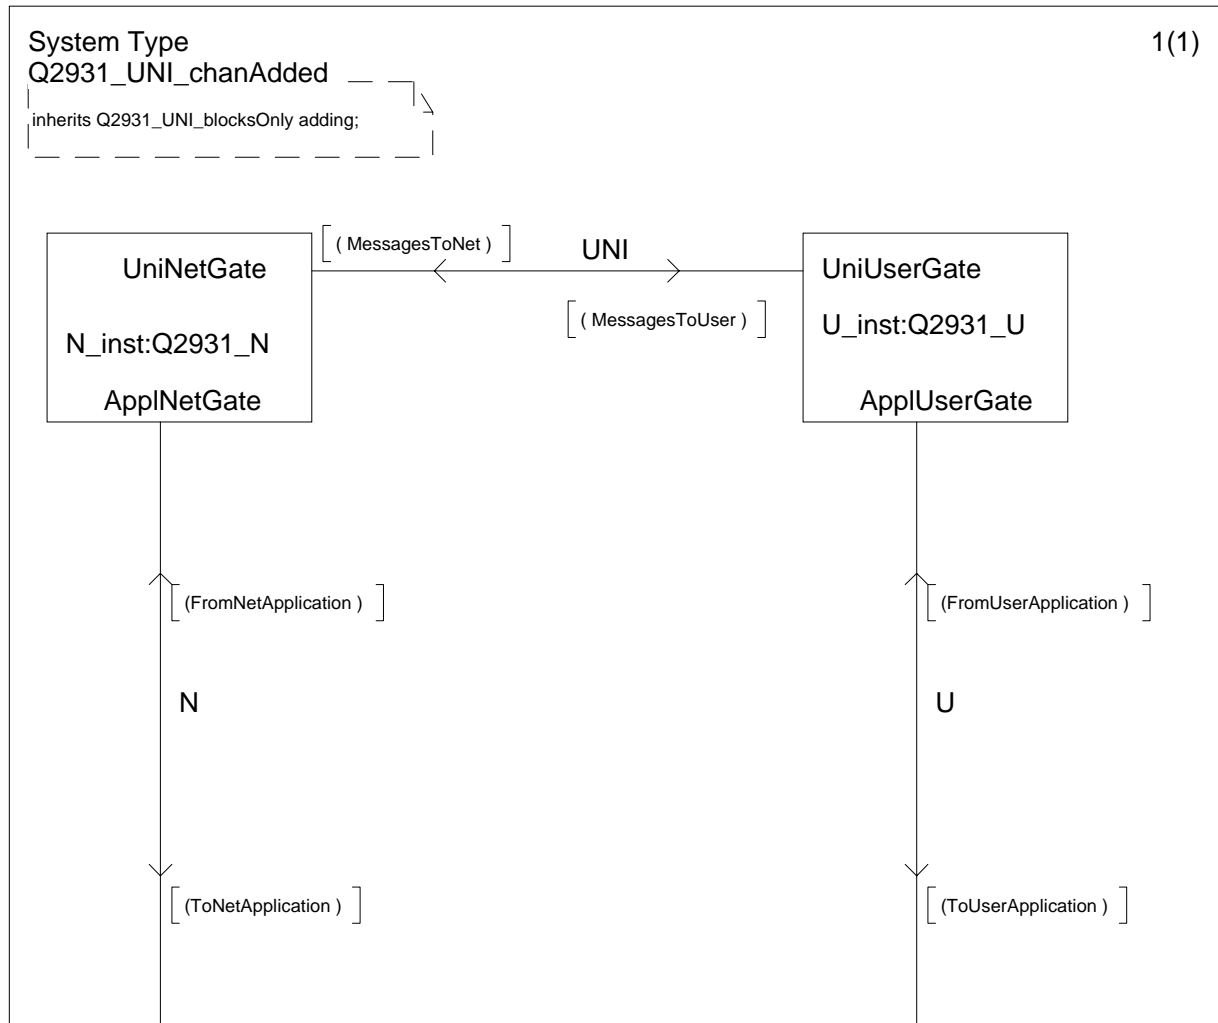 System Type
1(1)
Q2931_UNI_chanAdded
inherits Q2931_UNI_blocksOnly adding;
( MessagesToNet )
UNI
UniNetGate
UniUserGate
( MessagesToUser )
N_inst:Q2931_N
U_inst:Q2931_U
ApplNetGate
ApplUserGate
(FromNetApplication )
(FromUserApplication )
N
U
(ToNetApplication )
(ToUserApplication )